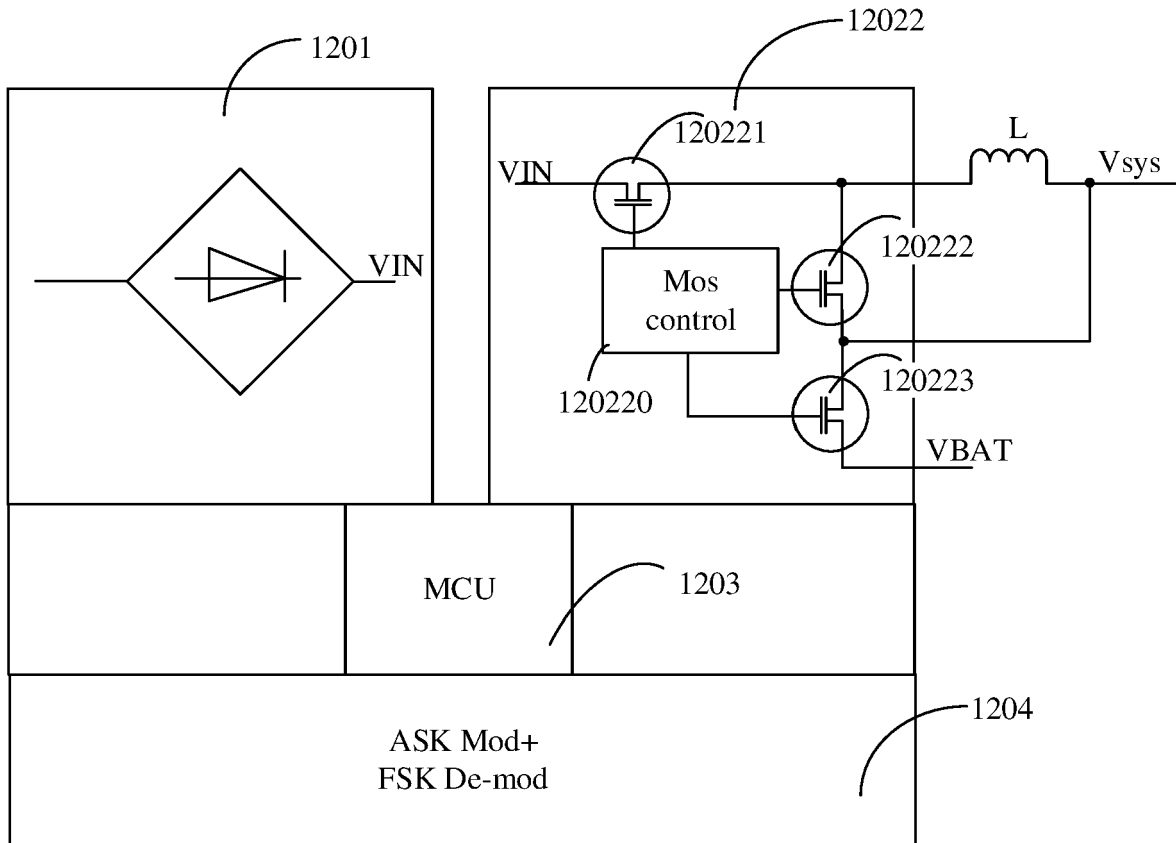 12022
1201
120221
L
VIN
Vsys
120222
VIN
Mos
control
120223
120220
VBAT
MCU
1203
1204
ASK Mod+
FSK De-mod